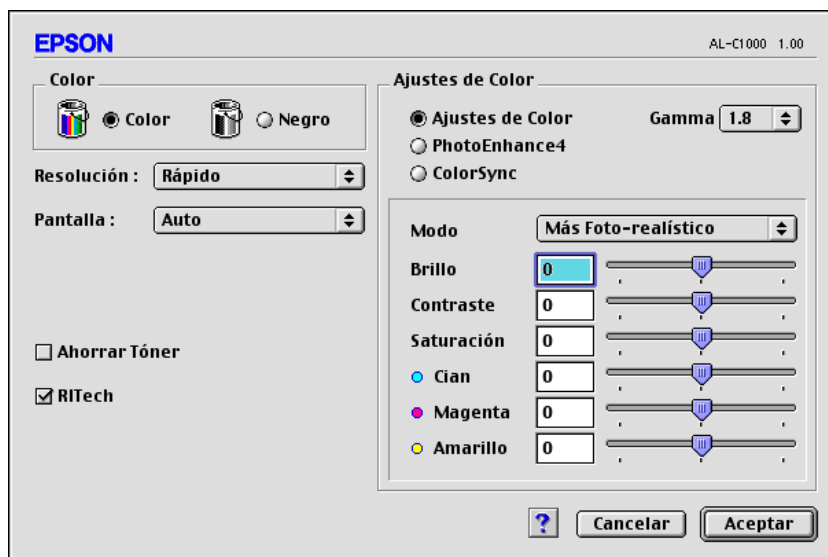 EPSON
AL-C1000 1.00
Color
Color
Negro
Resolución :
Rápido
Pantalla :
Auto
Ahorrar Tóner
RITech
Ajustes de Color
Ajustes de Color
Gamma
1.8
PhotoEnhance4
ColorSync
Modo
Más Foto-realístico
Brillo
0
Contraste
0
Saturación
0
Cian
0
Magenta
0
Amarillo
0
?
Cancelar
Aceptar